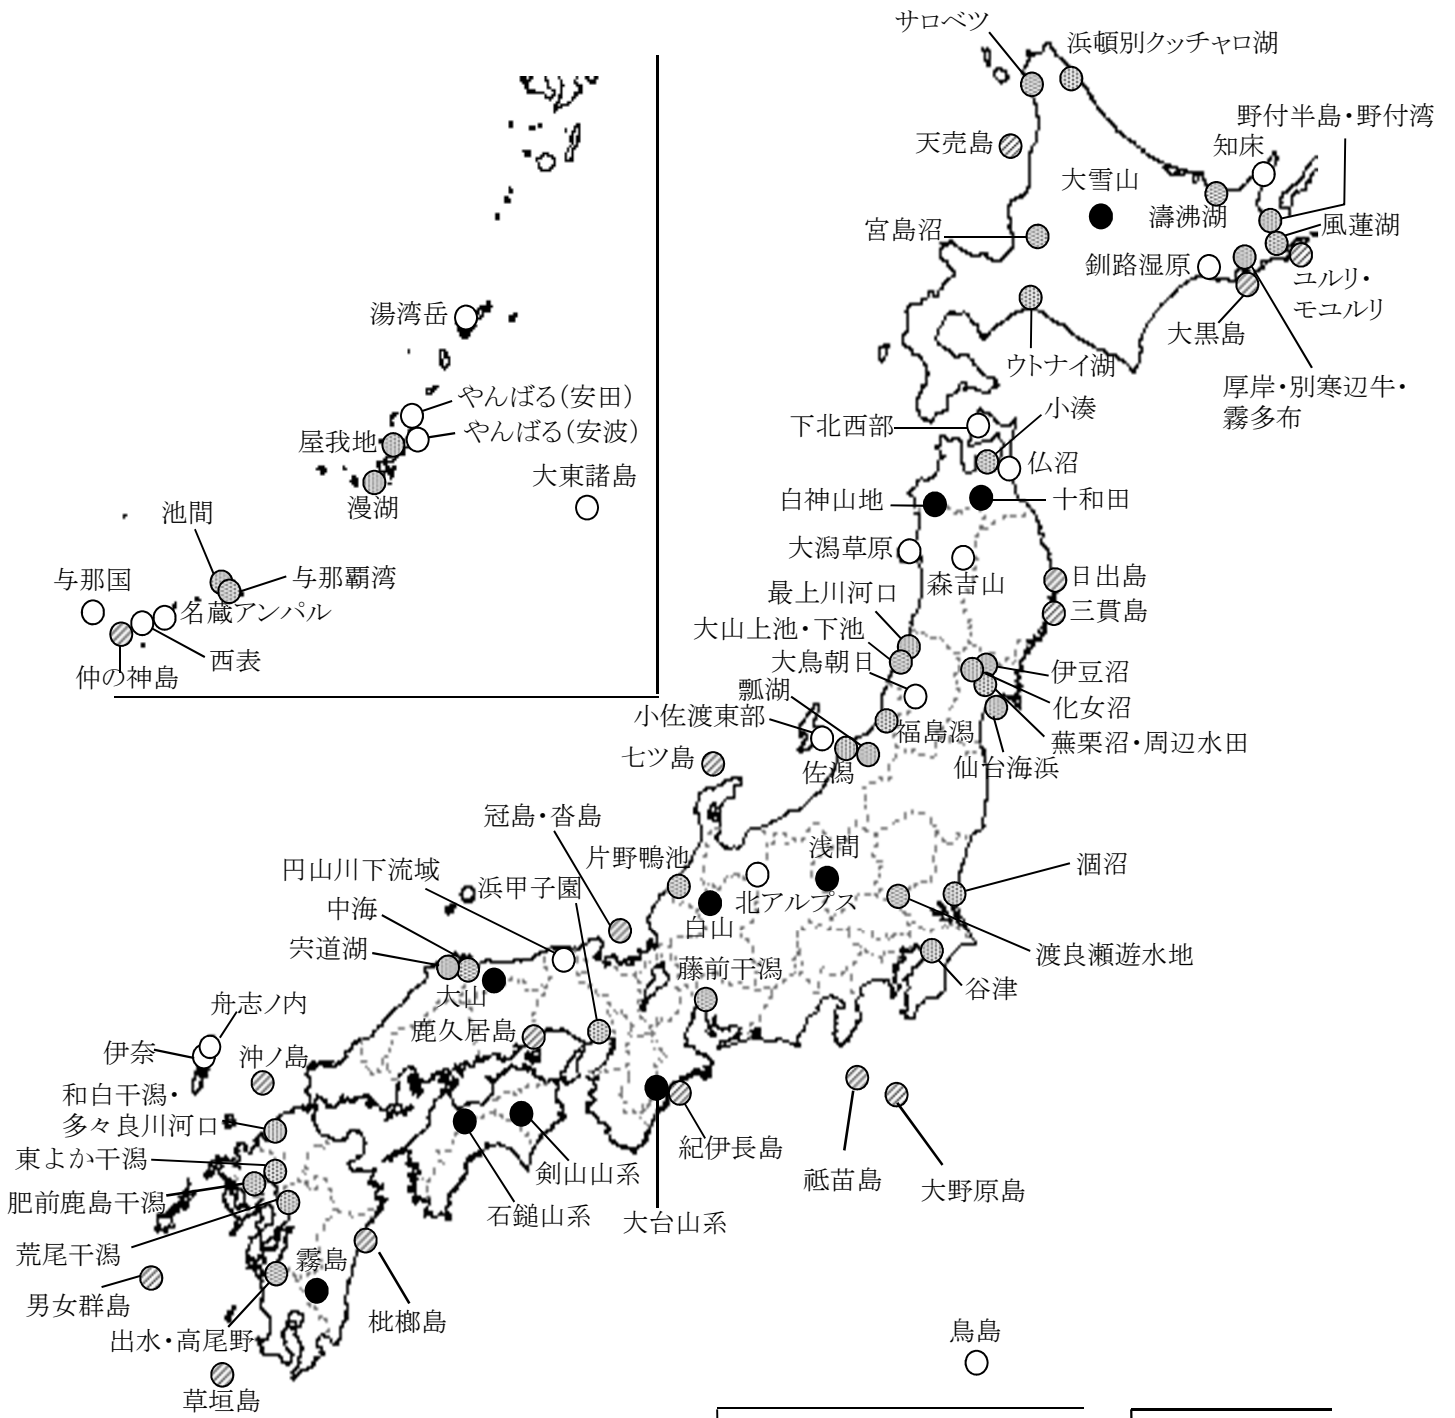 サロベツ
浜頓別クッチャロ湖
野付半島・野付湾
知床
天売島
大雪山
濤沸湖
風蓮湖
宮島沼
釧路湿原
ユルリ・
モユルリ
大黒島
ウトナイ湖
厚岸・別寒辺牛・
霧多布
湯湾岳
やんばる(安田)
やんばる(安波)
屋我地
大東諸島
漫湖
池間
与那国
与那覇湾
名蔵アンパル
西表
仲の神島
下北西部
小湊
仏沼
白神山地
十和田
大潟草原
森吉山
日出島
最上川河口
三貫島
大山上池・下池
大鳥朝日
伊豆沼
瓢湖
化女沼
小佐渡東部
福島潟
蕪栗沼・周辺水田
七ツ島
佐潟
仙台海浜
冠島・沓島
片野鴨池
浅間
涸沼
円山川下流域
浜甲子園
北アルプス
中海
白山
宍道湖
渡良瀬遊水地
藤前干潟
谷津
大山
舟志ノ内
鹿久居島
伊奈
沖ノ島
和白干潟・
多々良川河口
紀伊長島
東よか干潟
剣山山系
祗苗島
大野原島
肥前鹿島干潟
石鎚山系
大台山系
荒尾干潟
霧島
男女群島
枇榔島
出水・高尾野
鳥島
草垣島